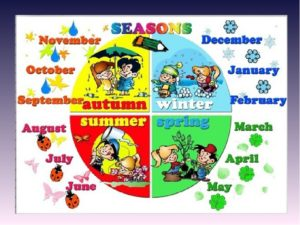 SEASONS
November
December
October
January
September
autumn
winter
February
summer
spring
August
March
July
April
June
May